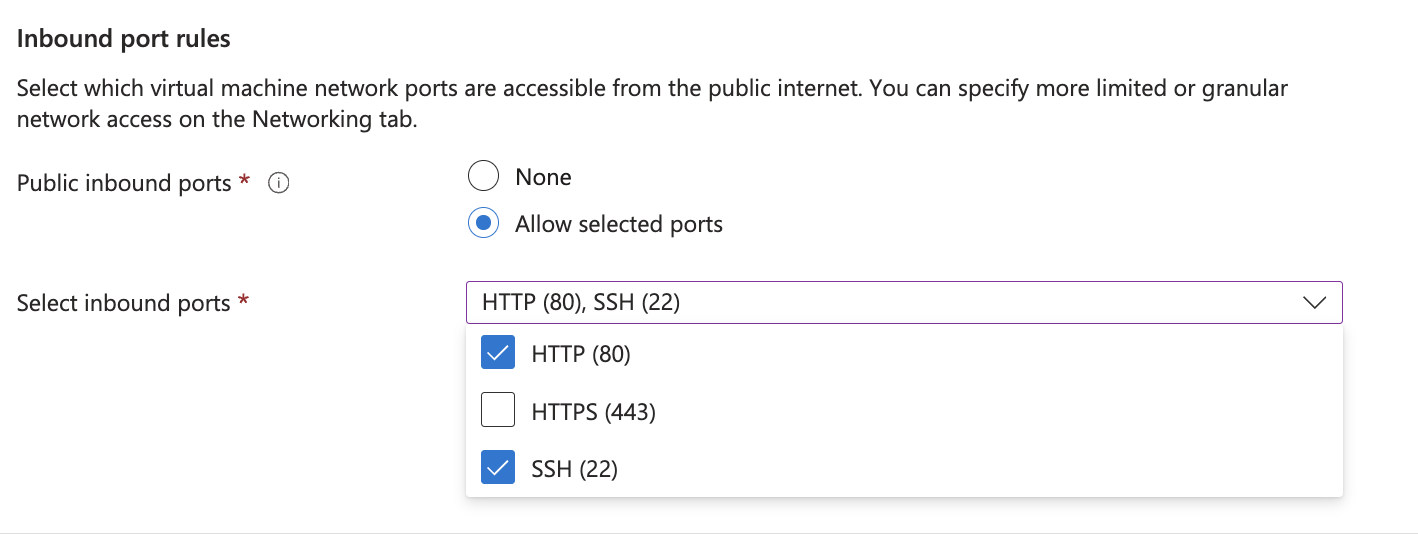 Inbound port rules
Select which virtual machine network ports are accessible from the public internet. You can specify more limited or granular
network access on the Networking tab.
Public inbound ports *
None
Allow selected ports
Select inbound ports *
HTTP (80), SSH (22)
HTTP (80)
HTTPS (443)
SSH (22)